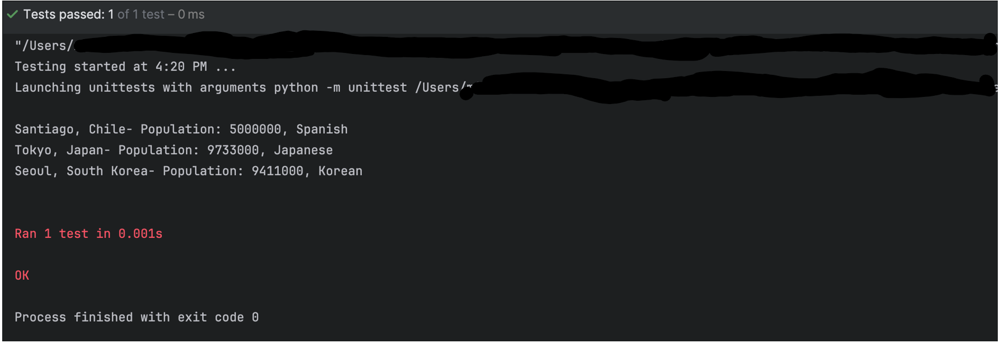 Tests passed: 1 of 1 test – 0 ms
"/Users/
Testing started at 4:20 PM ...
Launching unittests with arguments python -m unittest /Users/
Santiago, Chile- Population: 5000000, Spanish
Tokyo, Japan- Population: 9733000, Japanese
Seoul, South Korea- Population: 9411000, Korean
Ran 1 test in 0.001s
OK
Process finished with exit code 0